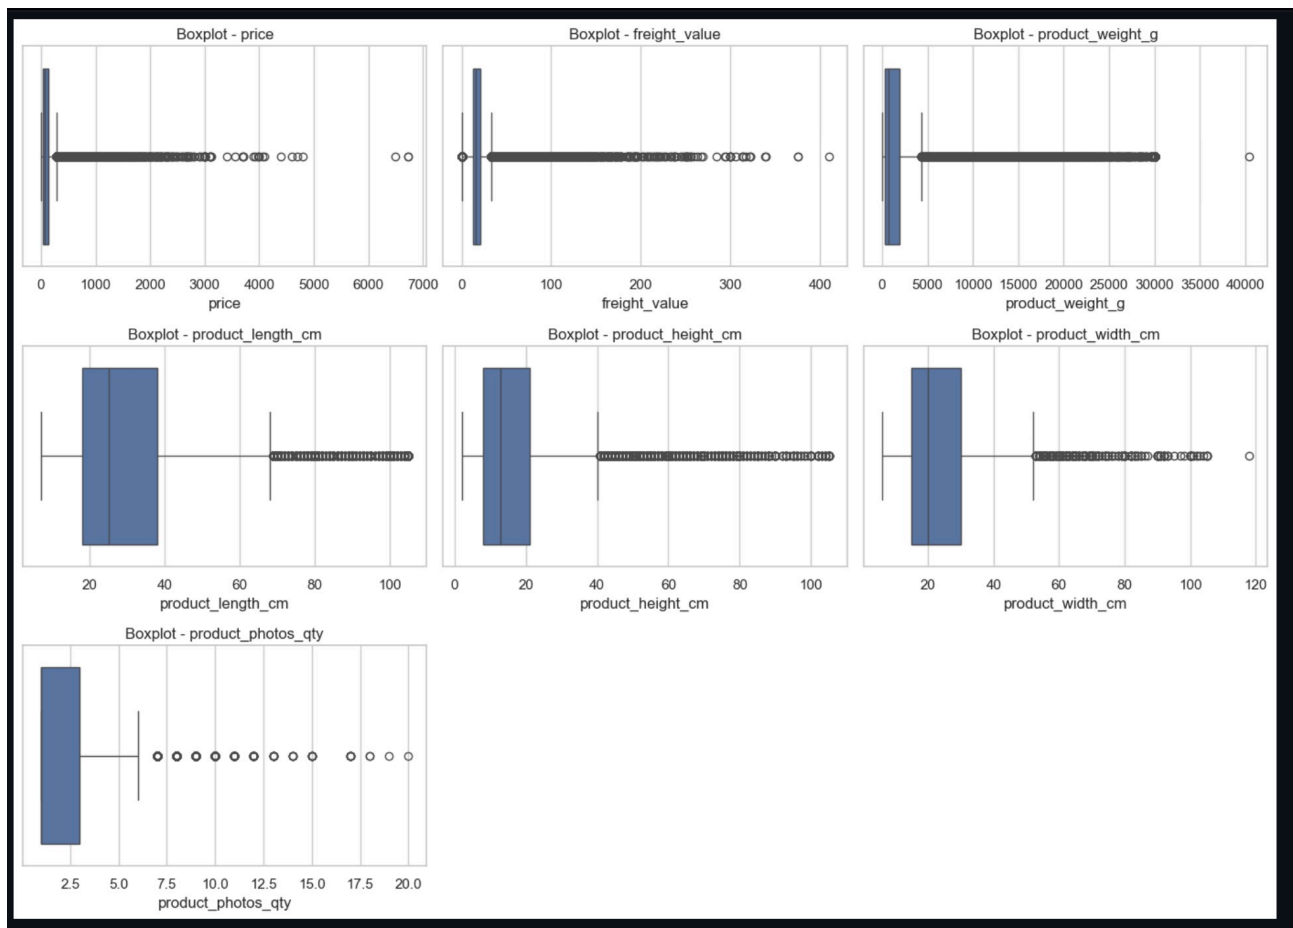 Boxplot - price
0 1000 2000 3000 4000 5000 6000 7000
price
Boxplot - freight_value
0 100 200 300 400
freight_value
Boxplot - product_weight_g
0 5000 10000 15000 20000 25000 30000 35000 40000
product_weight_g
Boxplot - product_length_cm
20 40 60 80 100
product_length_cm
Boxplot - product_height_cm
0 20 40 60 80 100
product_height_cm
Boxplot - product_width_cm
20 40 60 80 100 120
product_width_cm
Boxplot - product_photos_qty
2.5 5.0 7.5 10.0 12.5 15.0 17.5 20.0
product_photos_qty